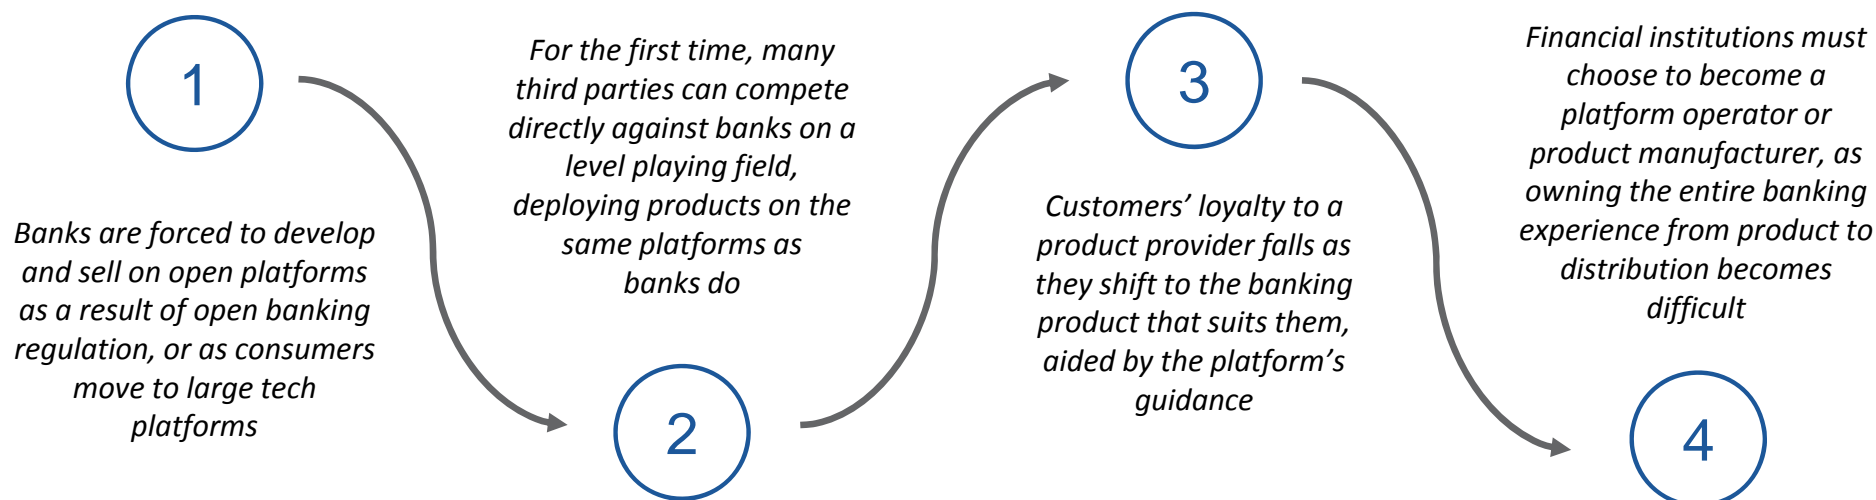 1
Banks are forced to develop
and sell on open platforms
as a result of open banking
regulation, or as consumers
move to large tech
platforms
For the first time, many
third parties can compete
directly against banks on a
level playing field,
deploying products on the
same platforms as
banks do
2
3
Customers’ loyalty to a
product provider falls as
they shift to the banking
product that suits them,
aided by the platform’s
guidance
Financial institutions must
choose to become a
platform operator or
product manufacturer, as
owning the entire banking
experience from product to
distribution becomes
difficult
4